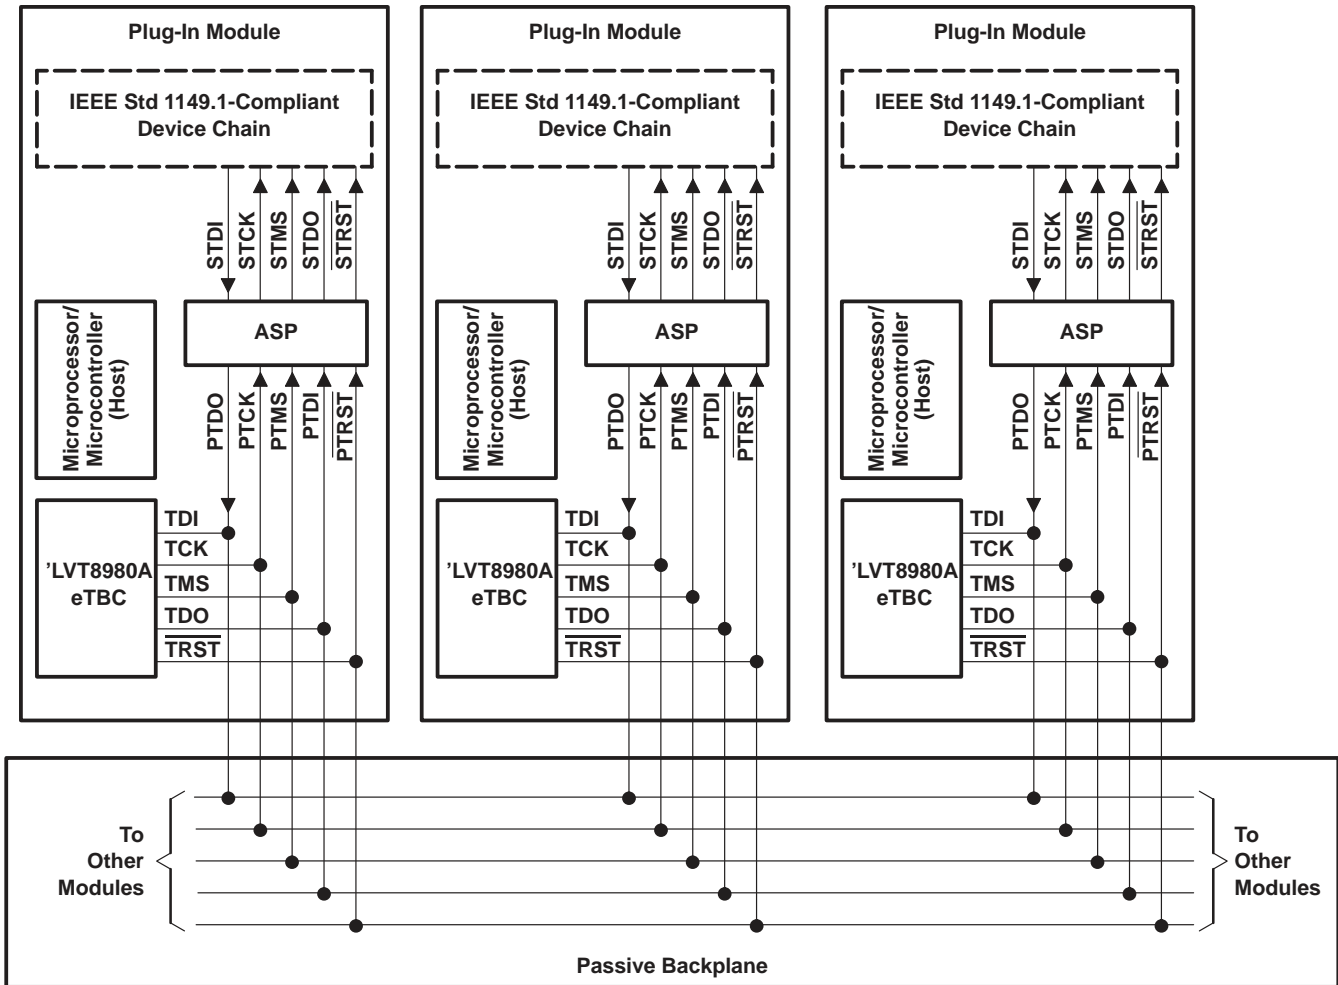 Plug-In Module
IEEE Std 1149.1-Compliant
Device Chain
STDI
STCK
STMS
STDO
STRST
Microprocessor/
Microcontroller
(Host)
ASP
PTDO
PTCK
PTMS
PTDI
PTRST
'LVT8980A
eTBC
TDI
TCK
TMS
TDO
TRST
Plug-In Module
IEEE Std 1149.1-Compliant
Device Chain
STDI
STCK
STMS
STDO
STRST
Microprocessor/
Microcontroller
(Host)
ASP
PTDO
PTCK
PTMS
PTDI
PTRST
'LVT8980A
eTBC
TDI
TCK
TMS
TDO
TRST
Plug-In Module
IEEE Std 1149.1-Compliant
Device Chain
STDI
STCK
STMS
STDO
STRST
Microprocessor/
Microcontroller
(Host)
ASP
PTDO
PTCK
PTMS
PTDI
PTRST
'LVT8980A
eTBC
TDI
TCK
TMS
TDO
TRST
To
Other
Modules
To
Other
Modules
Passive Backplane